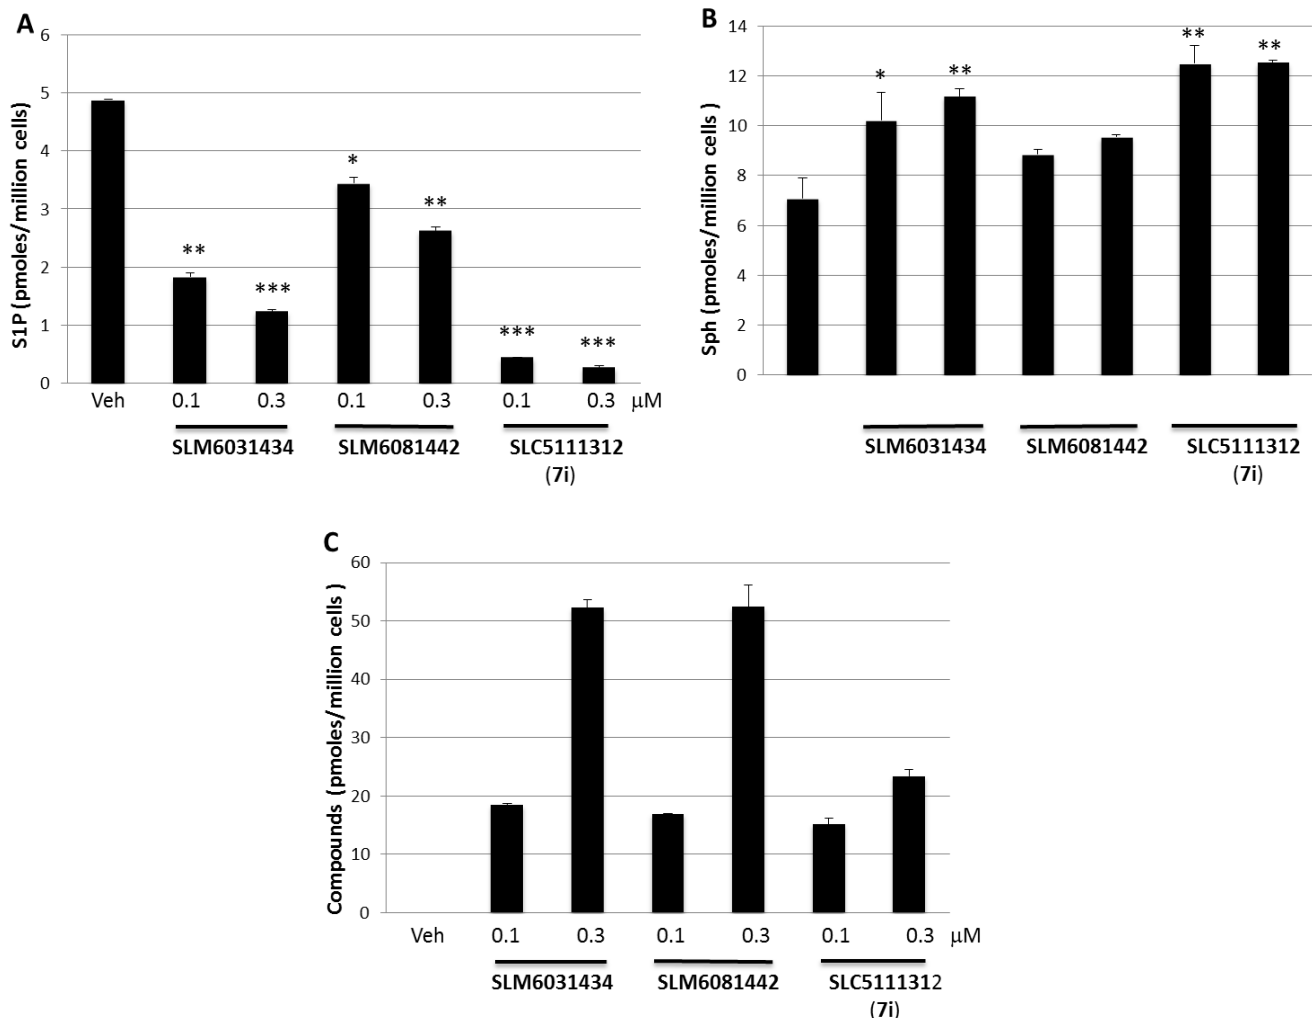 A
S1P (pmoles/million cells)
6
5
4
3
2
1
0
**
***
*
**
***
***
Veh 0.1 0.3 0.1 0.3 0.1 0.3 μM
SLM6031434 SLM6081442 SLC5111312
(7i)
B
Sph (pmoles/million cells)
14
12
10
8
6
4
2
0
*
**
**
**
SLM6031434 SLM6081442 SLC5111312
(7i)
C
Compounds (pmoles/million cells )
60
50
40
30
20
10
0
Veh 0.1 0.3 0.1 0.3 0.1 0.3 μM
SLM6031434 SLM6081442 SLC5111312
(7i)